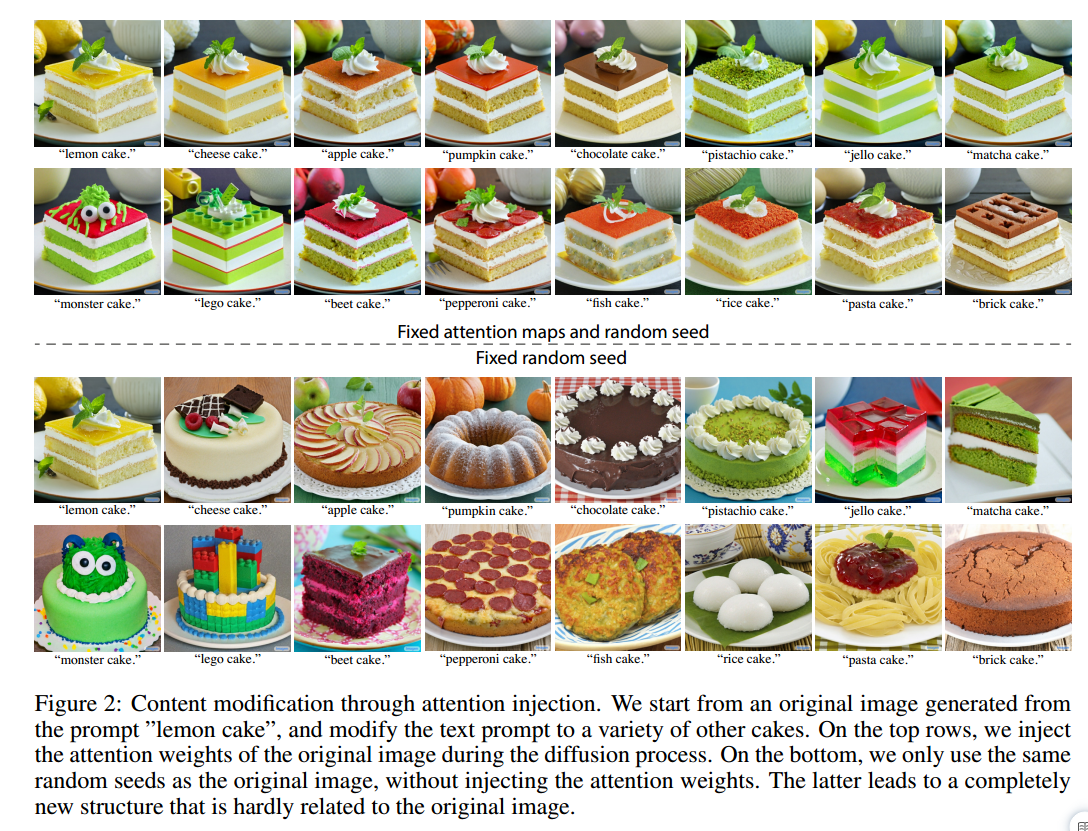 “lemon cake.” “cheese cake.” “apple cake.” “pumpkin cake.” “chocolate cake.” “pistachio cake.” “jello cake.” “matcha cake.”
“monster cake.” “lego cake.” “beet cake.” “pepperoni cake.” “fish cake.” “rice cake.” “pasta cake.” “brick cake.”
Fixed attention maps and random seed
Fixed random seed
“lemon cake.” “cheese cake.” “apple cake.” “pumpkin cake.” “chocolate cake.” “pistachio cake.” “jello cake.” “matcha cake.”
“monster cake.” “lego cake.” “beet cake.” “pepperoni cake.” “fish cake.” “rice cake.” “pasta cake.” “brick cake.”
Figure 2: Content modification through attention injection. We start from an original image generated from
the prompt ”lemon cake”, and modify the text prompt to a variety of other cakes. On the top rows, we inject
the attention weights of the original image during the diffusion process. On the bottom, we only use the same
random seeds as the original image, without injecting the attention weights. The latter leads to a completely
new structure that is hardly related to the original image.